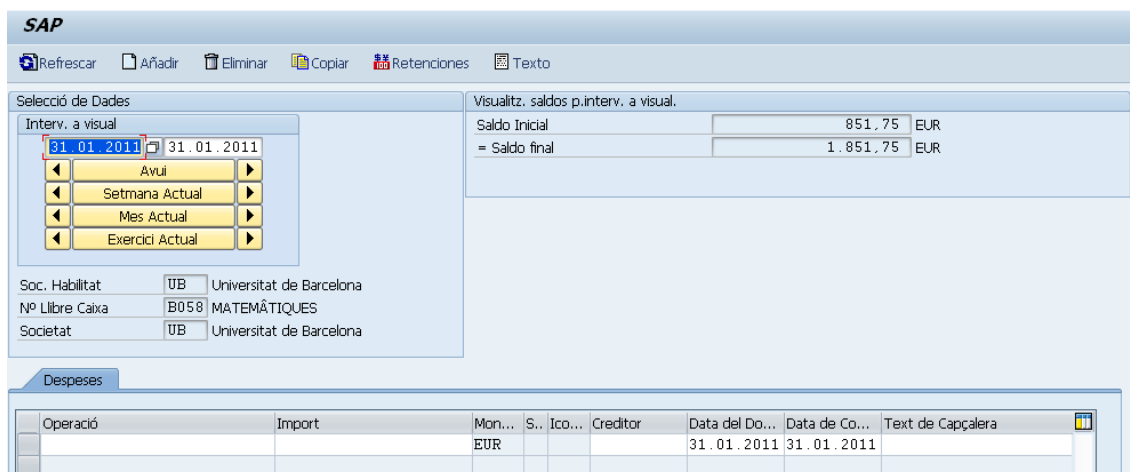 SAP
Refrescar Añadir Eliminar Copiar Retenciones Texto
Selecció de Dades
Interv. a visual
31.01.2011 31.01.2011
Avui
Setmana Actual
Mes Actual
Exercici Actual
Soc. Habilitat UB Universitat de Barcelona
Nº Llibre Caixa B058 MATEMÂTIQUES
Societat UB Universitat de Barcelona
Visualitz. saldos p.interv. a visual.
Saldo Inicial 851,75 EUR
= Saldo final 1.851,75 EUR
Despeses
Operació Import Mon... S.. Ico... Creditor Data del Do... Data de Co... Text de Capçalera
EUR 31.01.2011 31.01.2011